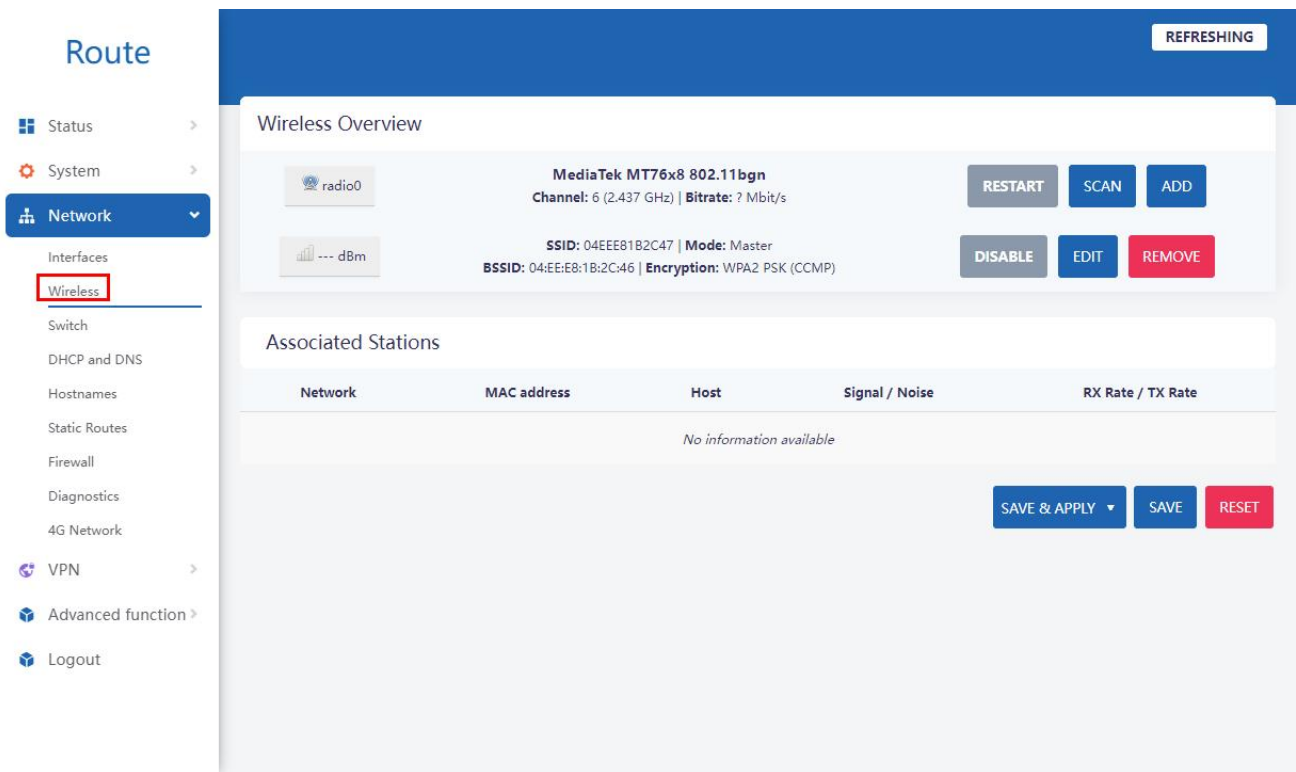 Route
REFRESHING
Status
System
Network
Interfaces
Wireless
Switch
DHCP and DNS
Hostnames
Static Routes
Firewall
Diagnostics
4G Network
VPN
Advanced function
Logout
Wireless Overview
radio0
MediaTek MT76x8 802.11bgn
Channel: 6 (2.437 GHz) | Bitrate: ? Mbit/s
RESTART
SCAN
ADD
--- dBm
SSID: 04EEE81B2C47 | Mode: Master
BSSID: 04:EE:E8:1B:2C:46 | Encryption: WPA2 PSK (CCMP)
DISABLE
EDIT
REMOVE
Associated Stations
Network MAC address Host Signal / Noise RX Rate / TX Rate
No information available
SAVE & APPLY
SAVE
RESET